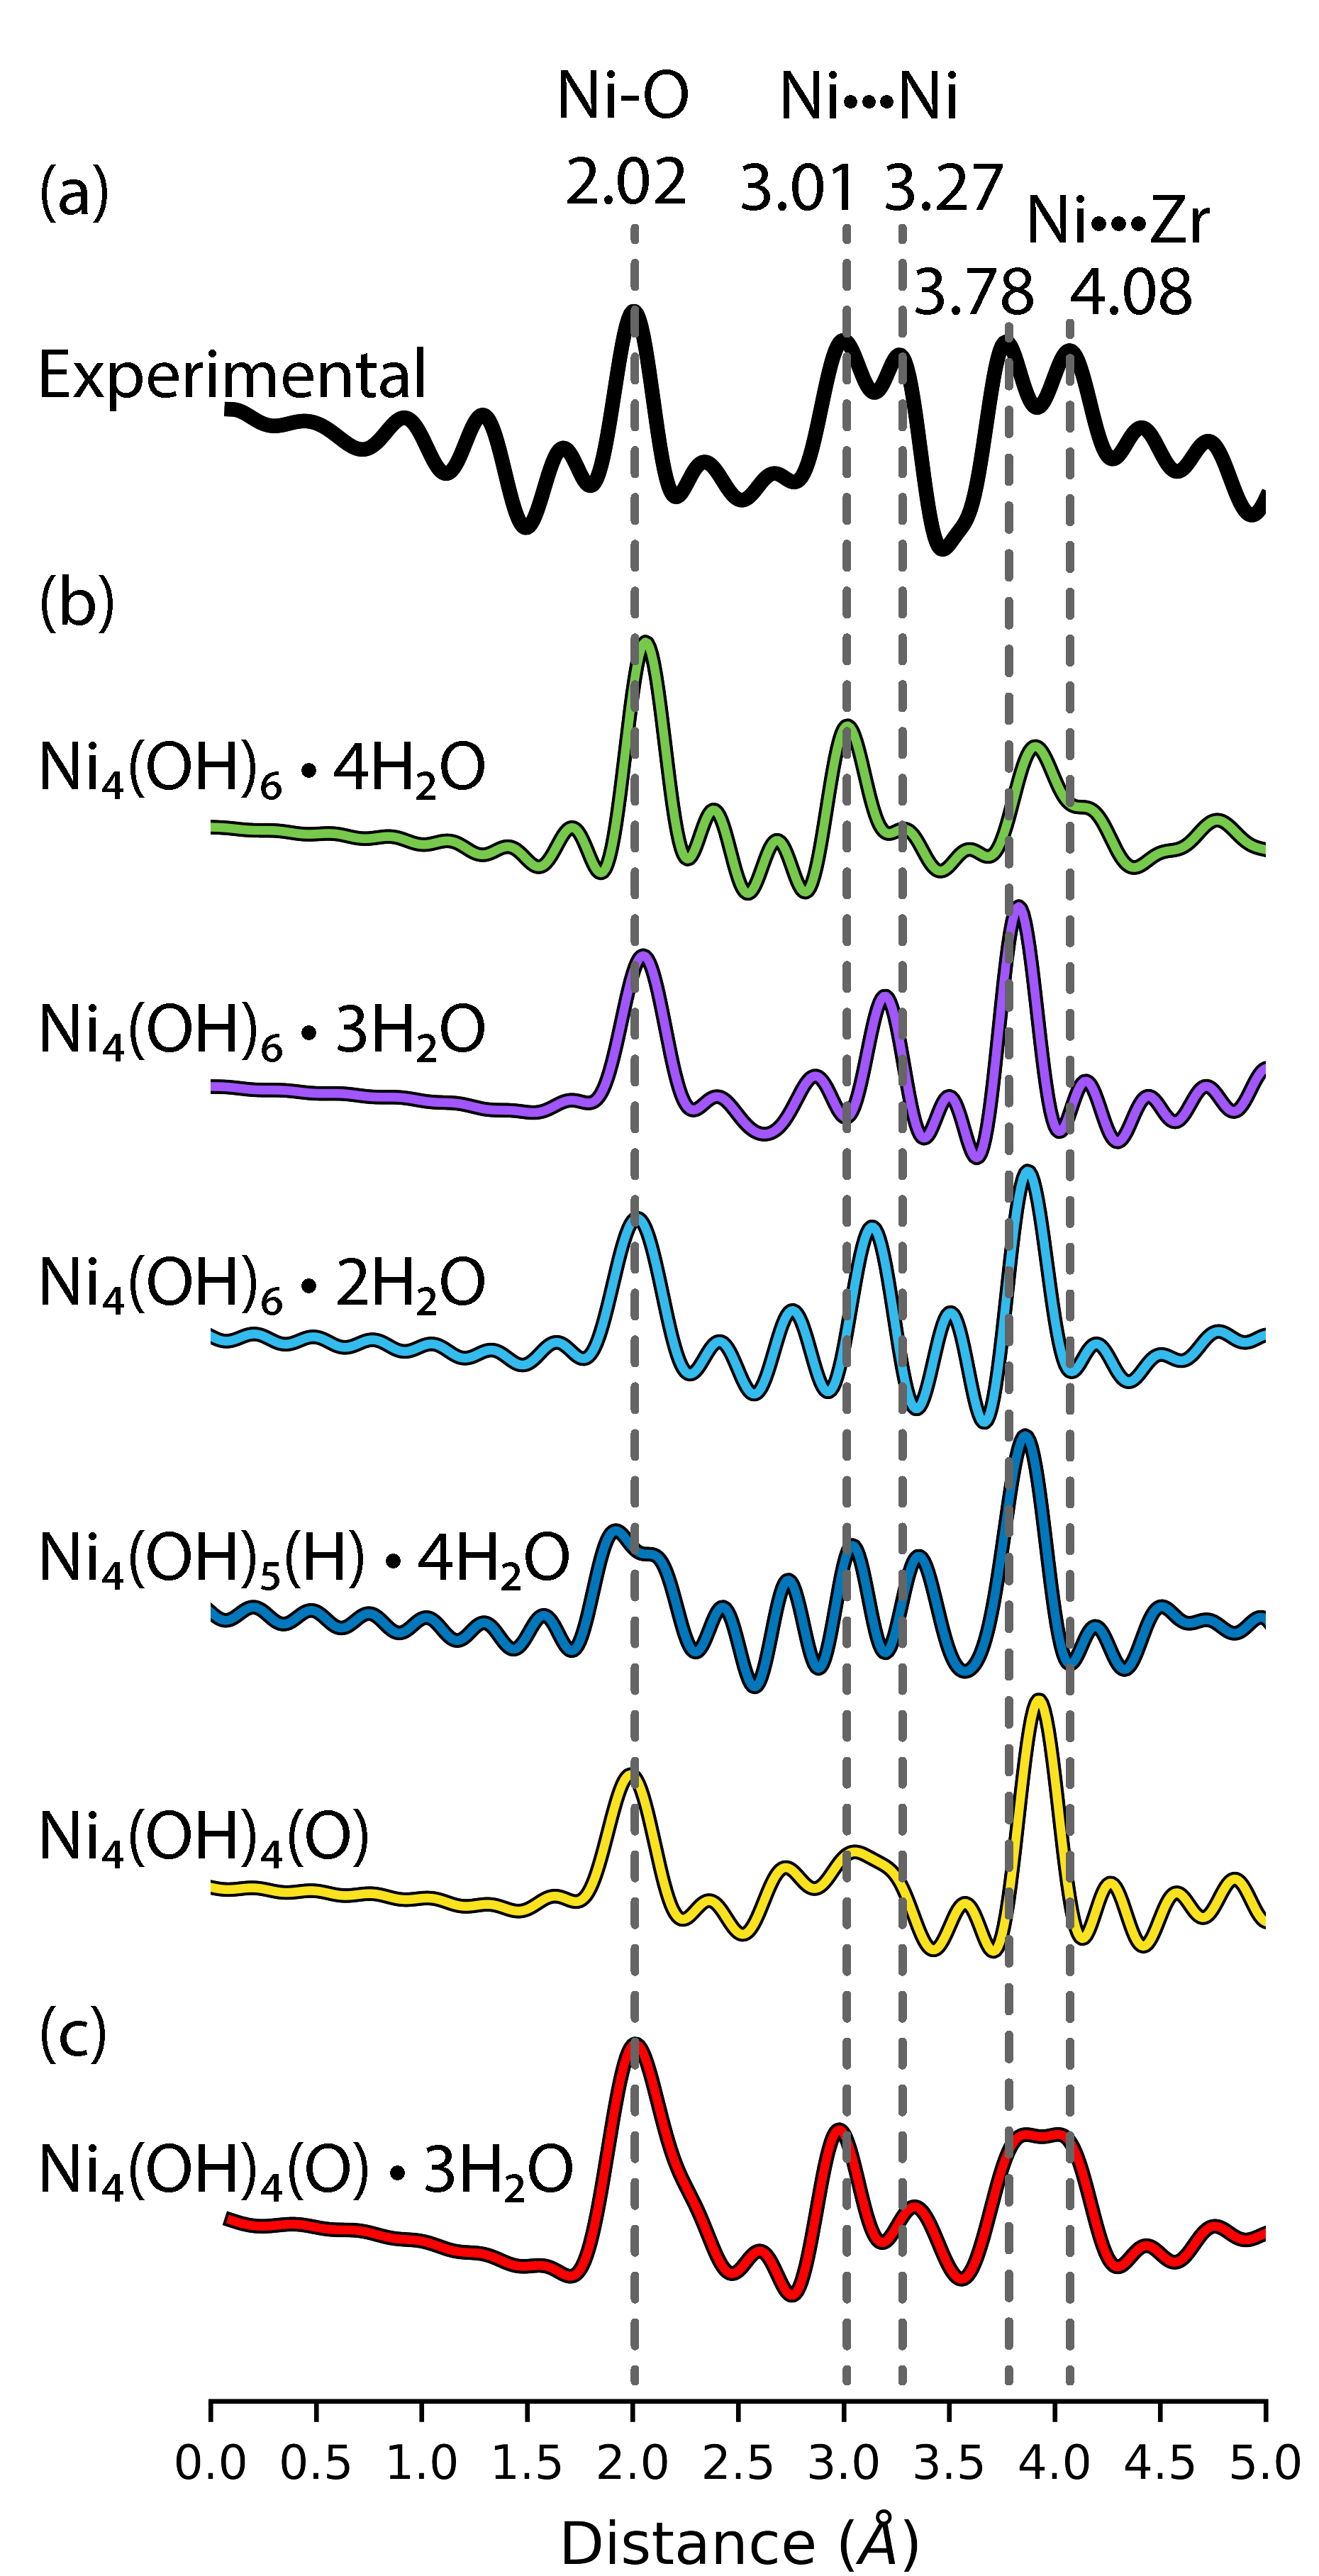 Ni-O Ni•••Ni
(a) 2.02 3.01 3.27
Ni•••Zr
3.78 4.08
Experimental
(b)
Ni₄(OH)₆ • 4H₂O
Ni₄(OH)₆ • 3H₂O
Ni₄(OH)₆ • 2H₂O
Ni₄(OH)₅(H) • 4H₂O
Ni₄(OH)₄(O)
(c)
Ni₄(OH)₄(O) • 3H₂O
0.0 0.5 1.0 1.5 2.0 2.5 3.0 3.5 4.0 4.5 5.0
Distance (Å)